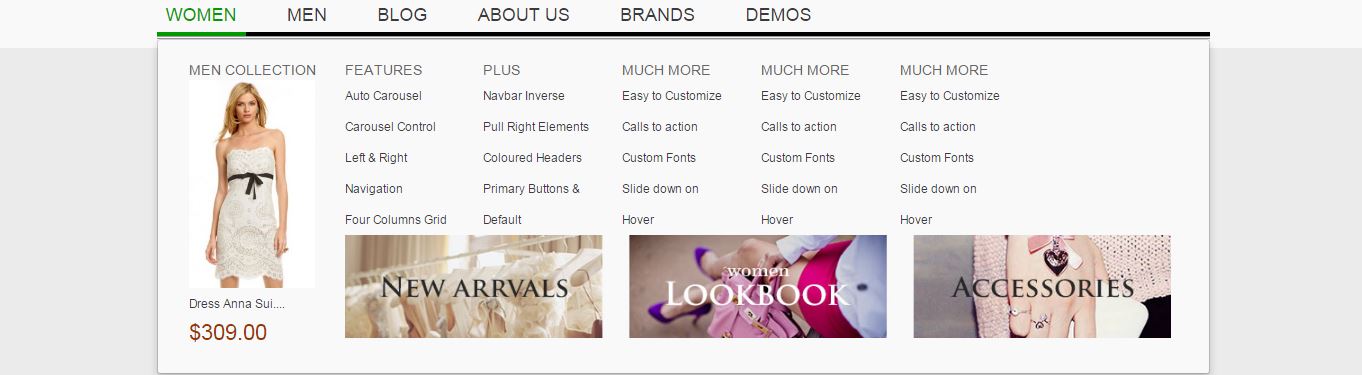 WOMEN MEN BLOG ABOUT US BRANDS DEMOS
MEN COLLECTION
Dress Anna Sui....
$309.00
FEATURES
Auto Carousel
Carousel Control
Left & Right
Navigation
Four Columns Grid
PLUS
Navbar Inverse
Pull Right Elements
Coloured Headers
Primary Buttons &
Default
MUCH MORE
Easy to Customize
Calls to action
Custom Fonts
Slide down on
Hover
MUCH MORE
Easy to Customize
Calls to action
Custom Fonts
Slide down on
Hover
MUCH MORE
Easy to Customize
Calls to action
Custom Fonts
Slide down on
Hover
NEW ARRVALS
women
LOOKBOOK
ACCESSORIES